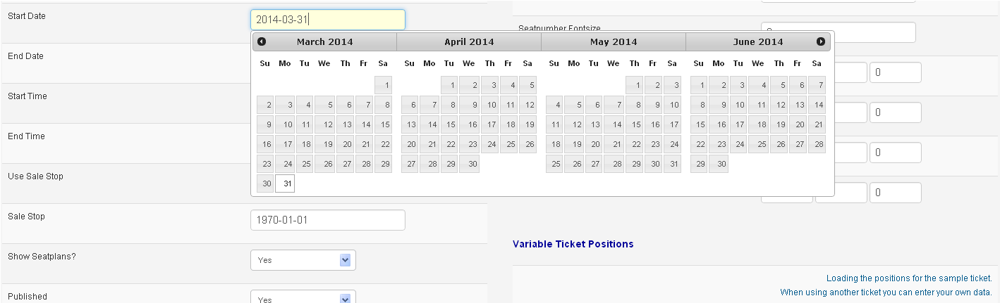 Start Date
2014-03-31
End Date
Start Time
End Time
Use Sale Stop
Sale Stop
1970-01-01
Show Seatplans?
Yes
Published
Yes
March 2014
Su Mo Tu We Th Fr Sa
1
2 3 4 5 6 7 8
9 10 11 12 13 14 15
16 17 18 19 20 21 22
23 24 25 26 27 28 29
30 31
April 2014
Su Mo Tu We Th Fr Sa
1 2 3 4 5
6 7 8 9 10 11 12
13 14 15 16 17 18 19
20 21 22 23 24 25 26
27 28 29 30
May 2014
Su Mo Tu We Th Fr Sa
1 2 3
4 5 6 7 8 9 10
11 12 13 14 15 16 17
18 19 20 21 22 23 24
25 26 27 28 29 30 31
June 2014
Su Mo Tu We Th Fr Sa
1 2 3 4 5 6 7
8 9 10 11 12 13 14
15 16 17 18 19 20 21
22 23 24 25 26 27 28
29 30
Seatnumber Fontsize
0
0
0
0
Variable Ticket Positions
Loading the positions for the sample ticket.
When using another ticket you can enter your own data.